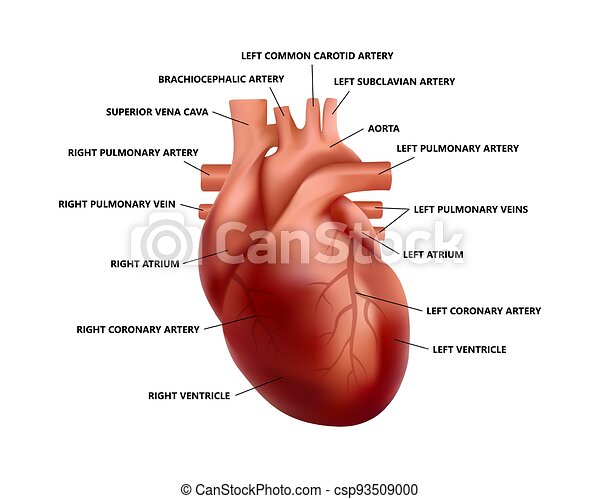 LEFT COMMON CAROTID ARTERY
BRACHIOCEPHALIC ARTERY
LEFT SUBCLAVIAN ARTERY
SUPERIOR VENA CAVA
AORTA
RIGHT PULMONARY ARTERY
LEFT PULMONARY ARTERY
RIGHT PULMONARY VEIN
LEFT PULMONARY VEINS
© CanStockPhoto.com
LEFT ATRIUM
RIGHT ATRIUM
LEFT CORONARY ARTERY
RIGHT CORONARY ARTERY
LEFT VENTRICLE
RIGHT VENTRICLE
© CanStockPhoto.com - csp93509000